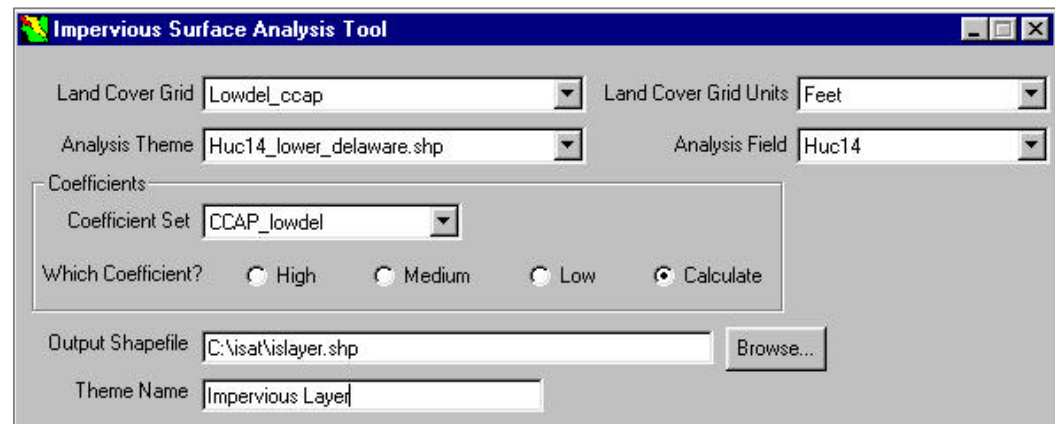 Impervious Surface Analysis Tool
Land Cover Grid Lowdel_ccap Land Cover Grid Units Feet
Analysis Theme Huc14_lower_delaware.shp Analysis Field Huc14
Coefficients
Coefficient Set CCAP_lowdel
Which Coefficient? High Medium Low Calculate
Output Shapefile C:\isat\islayer.shp Browse...
Theme Name Impervious Layer